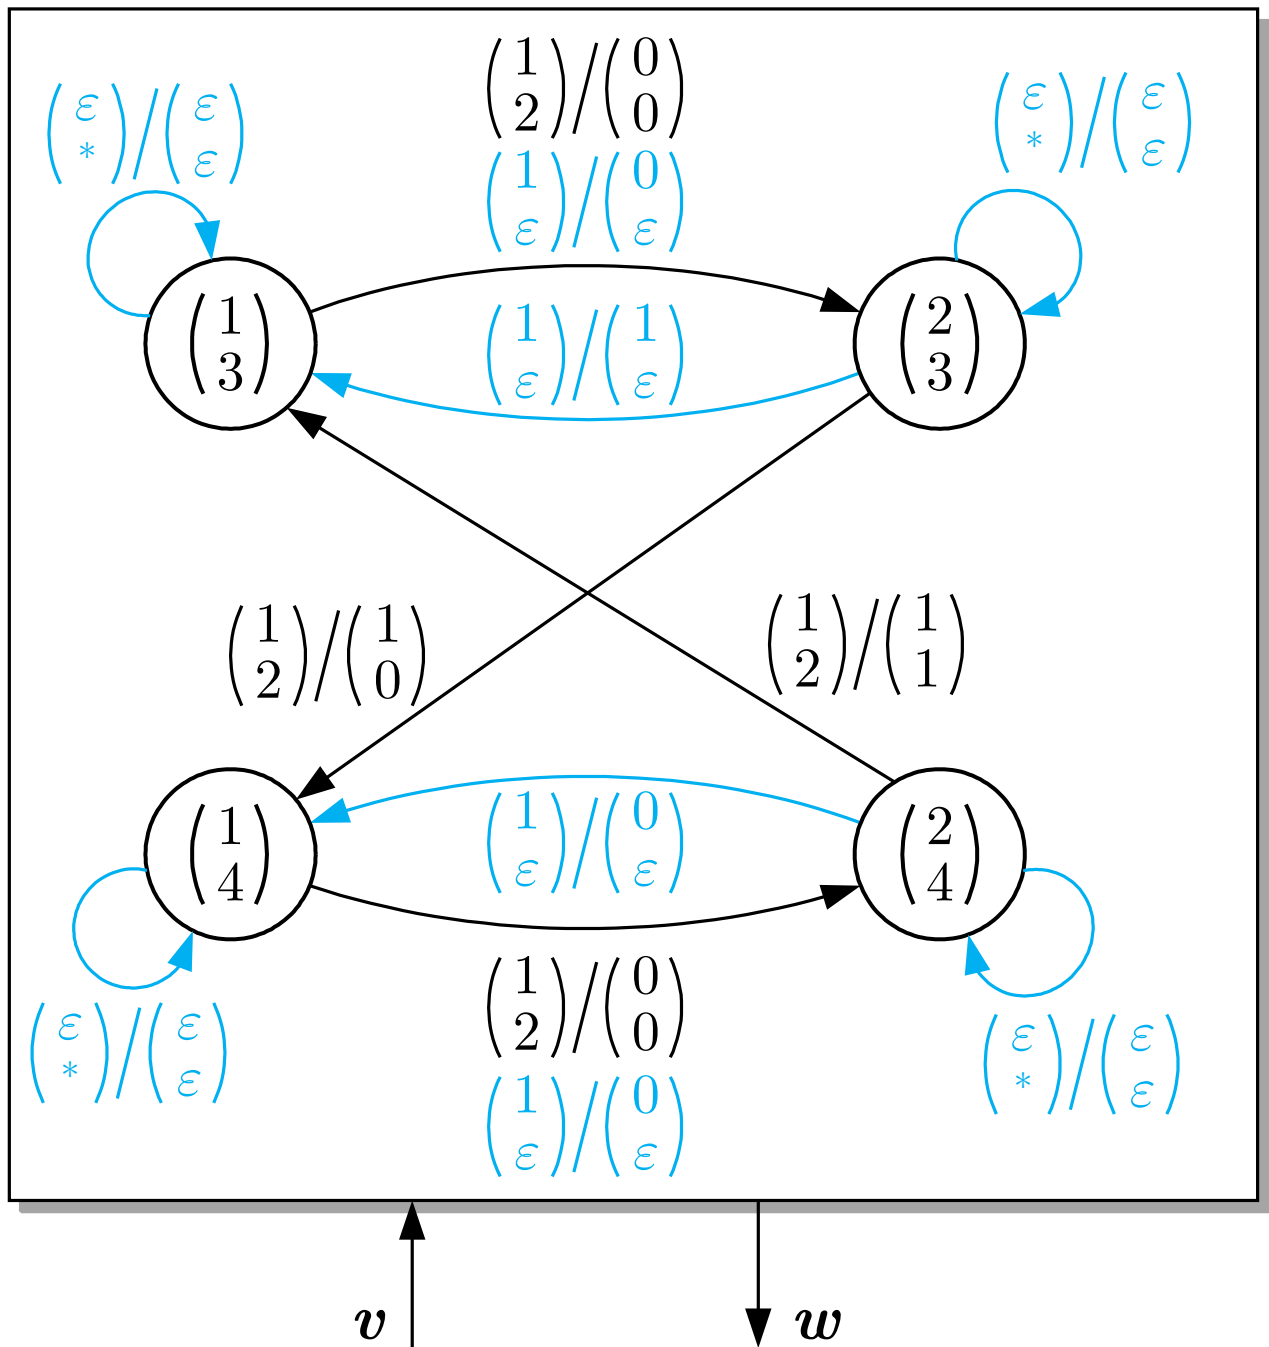 (1 2)/(0 0)
(ε *)/(ε ε)
(ε *)/(ε ε)
(1 ε)/(0 ε)
(1 3)
(1 ε)/(1 ε)
(2 3)
(1 2)/(1 0)
(1 2)/(1 1)
(1 4)
(1 ε)/(0 ε)
(2 4)
(1 2)/(0 0)
(ε *)/(ε ε)
(ε *)/(ε ε)
(1 ε)/(0 ε)
v
w